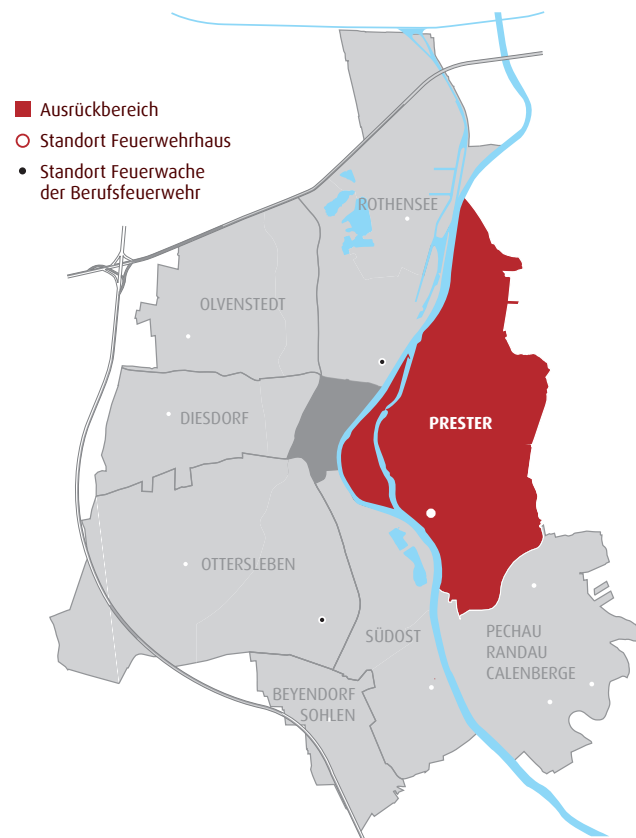 Ausrückbereich
Standort Feuerwehrhaus
Standort Feuerwache
der Berufsfeuerwehr
ROTHENSEE
OLVENSTEDT
DIESDORF
PRESTER
OTTERSLEBEN
SÜDOST
PECHAU
RANDAU
CALENBERGE
BEYENDORF
SOHLEN